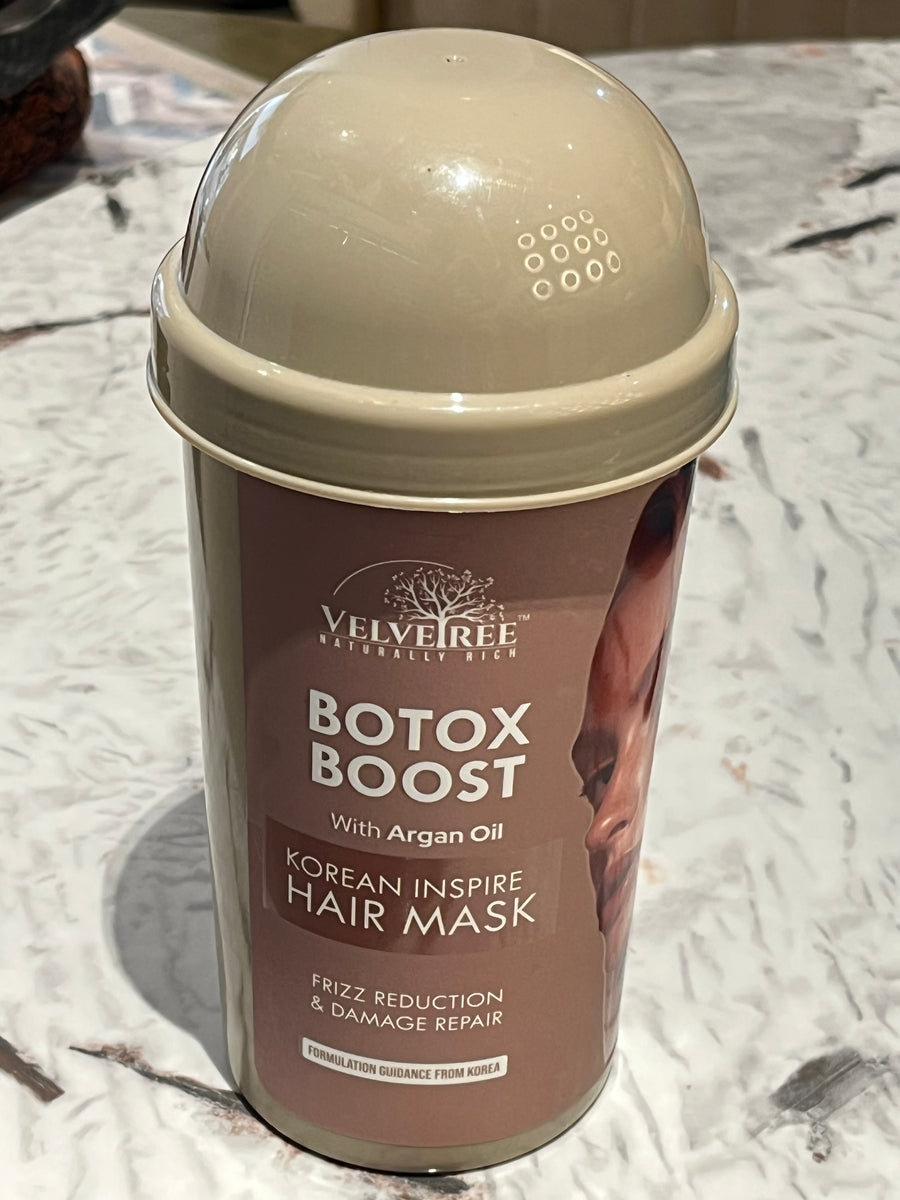 VELVETREE™
NATURALLY RICH
BOTOX
BOOST
With Argan Oil
KOREAN INSPIRE
HAIR MASK
FRIZZ REDUCTION
& DAMAGE REPAIR
FORMULATION GUIDANCE FROM KOREA